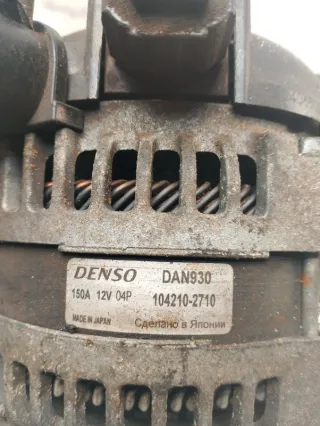 DENSO DAN930
150A 12V 04P 104210-2710
MADE IN JAPAN Сделано в Японии